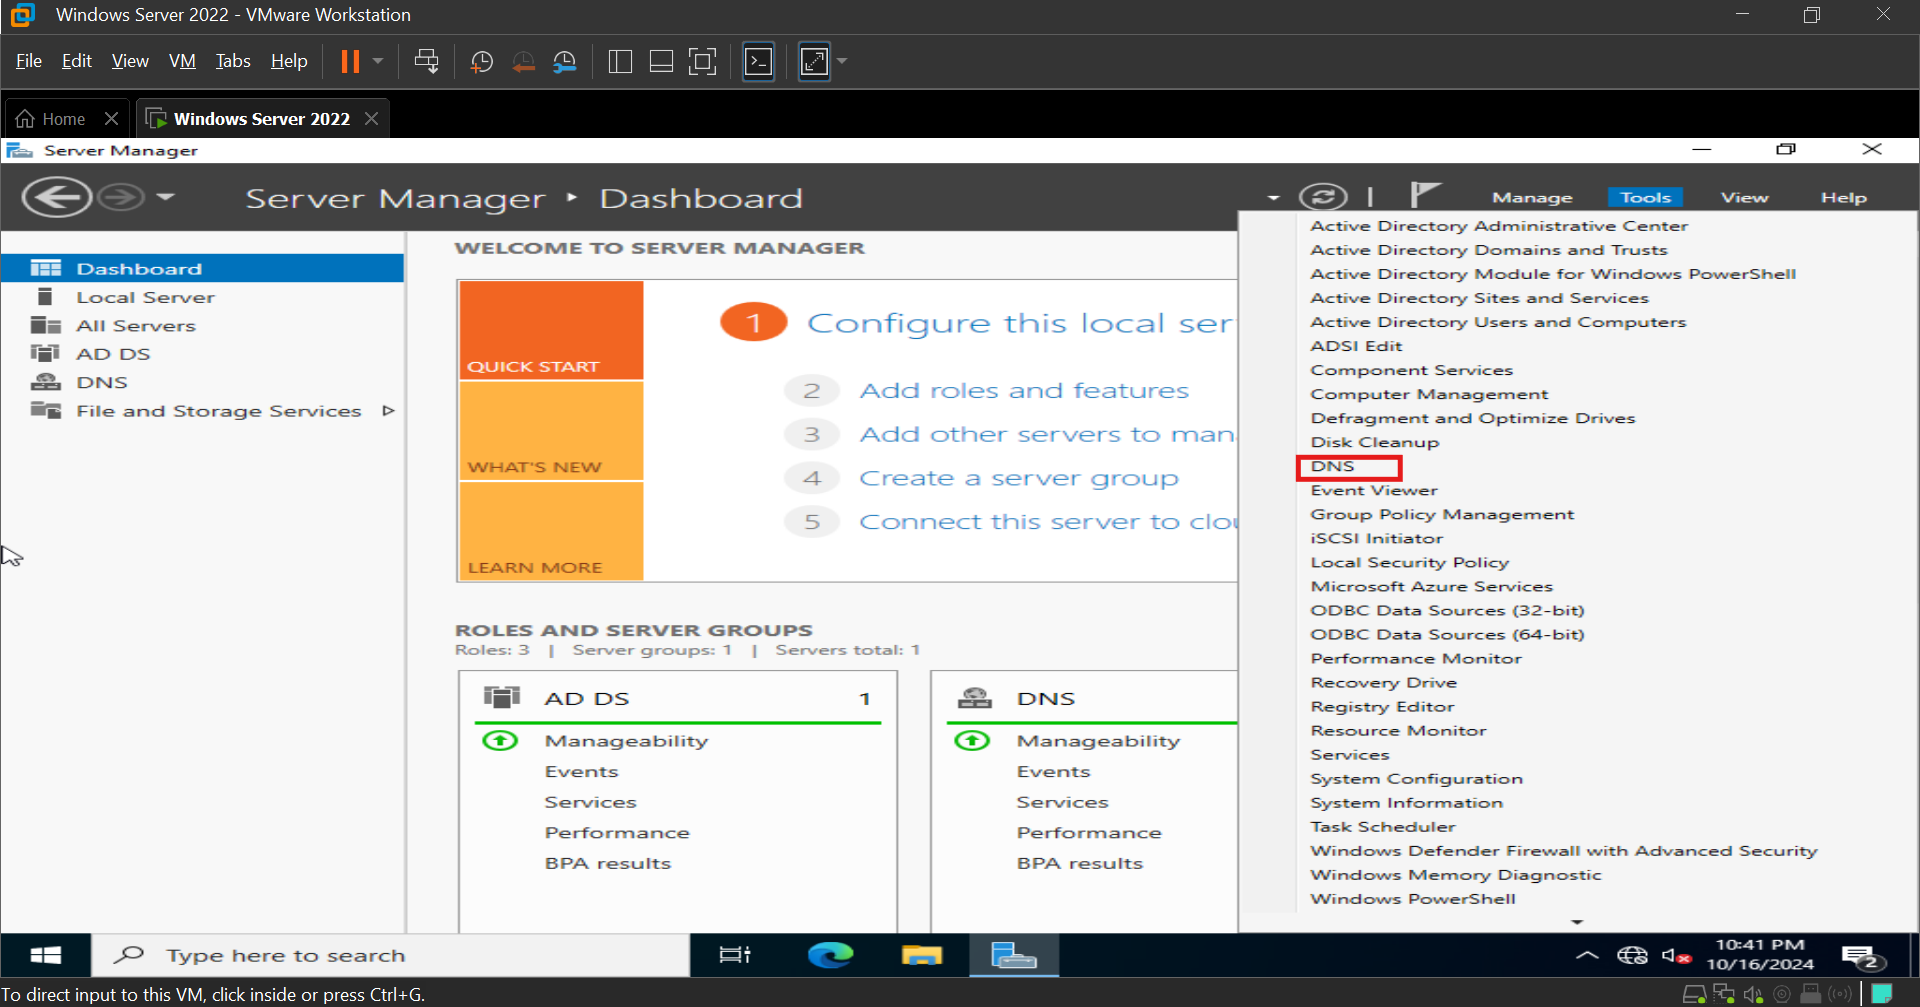 Windows Server 2022 - VMware Workstation
File Edit View VM Tabs Help
Home
Windows Server 2022
Server Manager
Server Manager ‣ Dashboard
Manage Tools View Help
Dashboard
Local Server
All Servers
AD DS
DNS
File and Storage Services
WELCOME TO SERVER MANAGER
QUICK START
WHAT'S NEW
LEARN MORE
1 Configure this local ser
2 Add roles and features
3 Add other servers to man
4 Create a server group
5 Connect this server to clou
ROLES AND SERVER GROUPS
Roles: 3 | Server groups: 1 | Servers total: 1
AD DS 1
Manageability
Events
Services
Performance
BPA results
DNS
Manageability
Events
Services
Performance
BPA results
Active Directory Administrative Center
Active Directory Domains and Trusts
Active Directory Module for Windows PowerShell
Active Directory Sites and Services
Active Directory Users and Computers
ADSI Edit
Component Services
Computer Management
Defragment and Optimize Drives
Disk Cleanup
DNS
Event Viewer
Group Policy Management
iSCSI Initiator
Local Security Policy
Microsoft Azure Services
ODBC Data Sources (32-bit)
ODBC Data Sources (64-bit)
Performance Monitor
Recovery Drive
Registry Editor
Resource Monitor
Services
System Configuration
System Information
Task Scheduler
Windows Defender Firewall with Advanced Security
Windows Memory Diagnostic
Windows PowerShell
Type here to search
10:41 PM
10/16/2024
2
To direct input to this VM, click inside or press Ctrl+G.